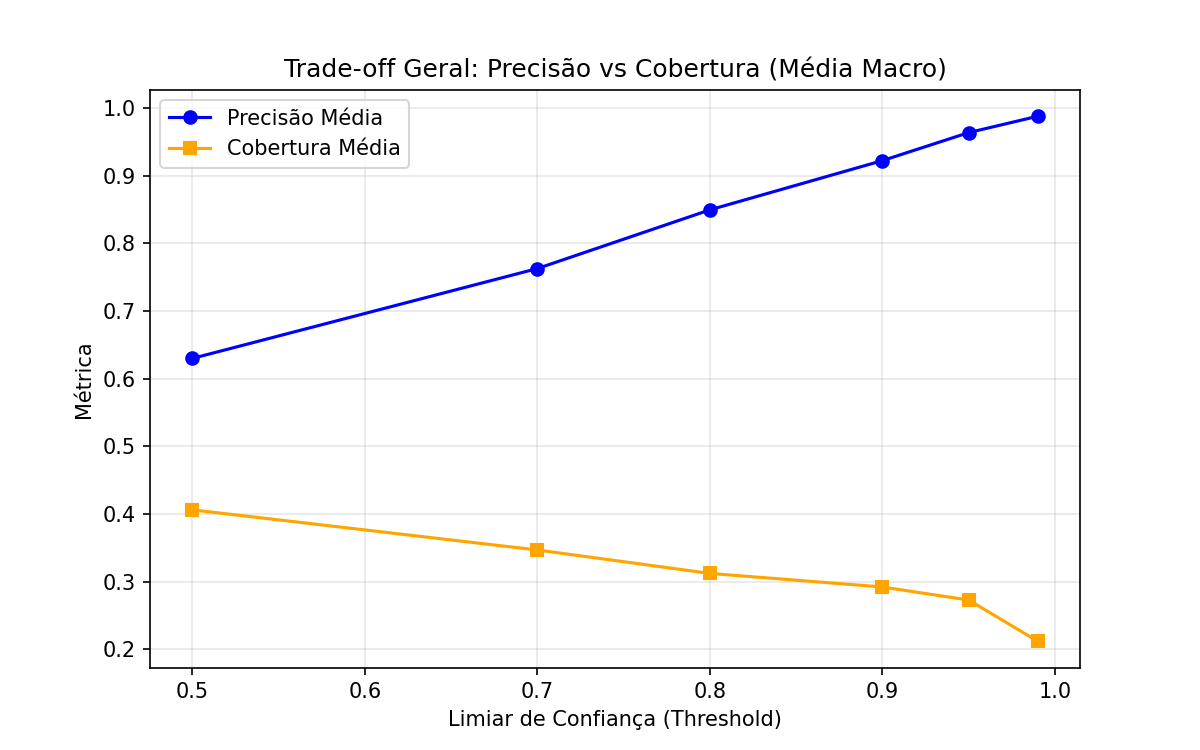 Trade-off Geral: Precisão vs Cobertura (Média Macro)
Precisão Média
Cobertura Média
Métrica
1.0
0.9
0.8
0.7
0.6
0.5
0.4
0.3
0.2
0.5 0.6 0.7 0.8 0.9 1.0
Limiar de Confiança (Threshold)